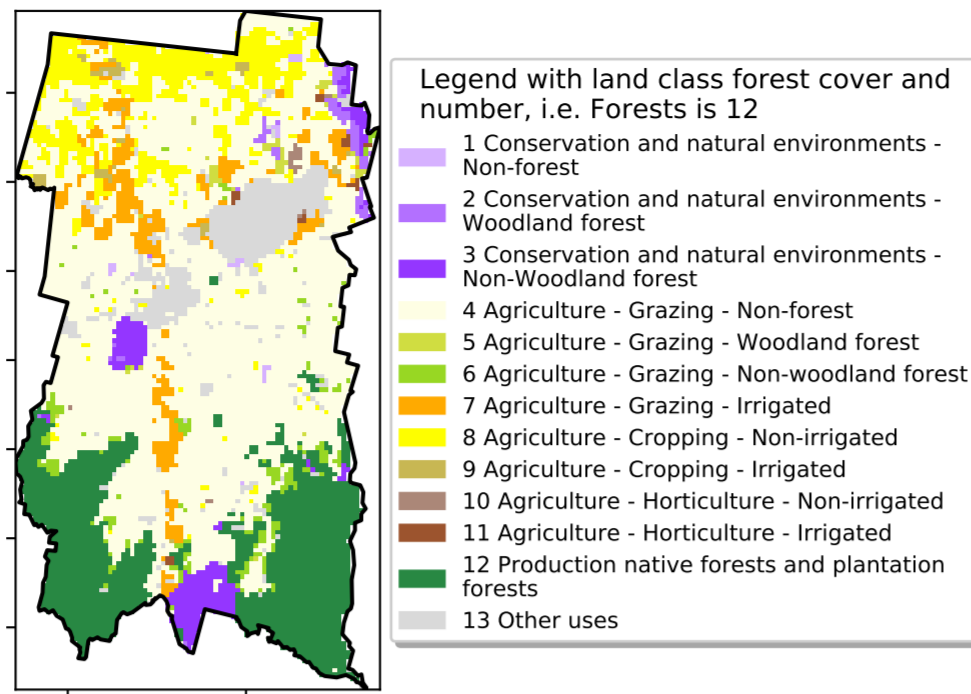 Legend with land class forest cover and
number, i.e. Forests is 12
1 Conservation and natural environments -
Non-forest
2 Conservation and natural environments -
Woodland forest
3 Conservation and natural environments -
Non-Woodland forest
4 Agriculture - Grazing - Non-forest
5 Agriculture - Grazing - Woodland forest
6 Agriculture - Grazing - Non-woodland forest
7 Agriculture - Grazing - Irrigated
8 Agriculture - Cropping - Non-irrigated
9 Agriculture - Cropping - Irrigated
10 Agriculture - Horticulture - Non-irrigated
11 Agriculture - Horticulture - Irrigated
12 Production native forests and plantation
forests
13 Other uses